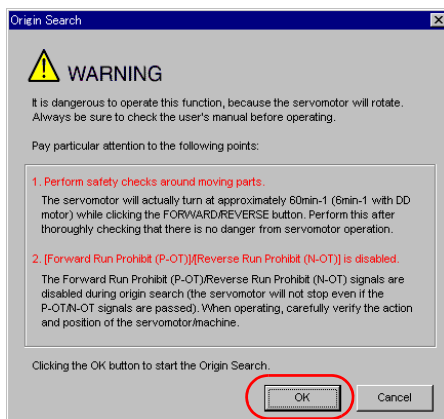 Origin Search
WARNING
It is dangerous to operate this function, because the servomotor will rotate.
Always be sure to check the user's manual before operating.
Pay particular attention to the following points:
1. Perform safety checks around moving parts.
The servomotor will actually turn at approximately 60min-1 (6min-1 with DD
motor) while clicking the FORWARD/REVERSE button. Perform this after
thoroughly checking that there is no danger from servomotor operation.
2. [Forward Run Prohibit (P-OT)]/[Reverse Run Prohibit (N-OT)] is disabled.
The Forward Run Prohibit (P-OT)/Reverse Run Prohibit (N-OT) signals are
disabled during origin search (the servomotor will not stop even if the
P-OT/N-OT signals are passed). When operating, carefully verify the action
and position of the servomotor/machine.
Clicking the OK button to start the Origin Search.
OK
Cancel